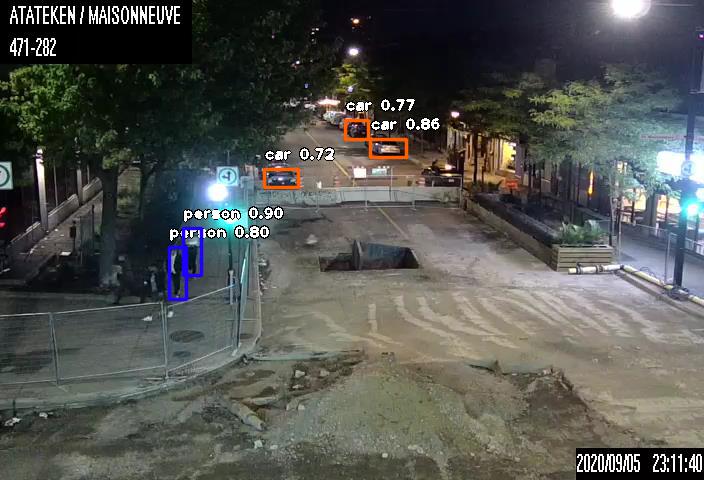 ATATEKEN / MAISONNEUVE
471-282
car 0.77
car 0.86
car 0.72
person 0.90
person 0.80
2020/09/05 23:11:40